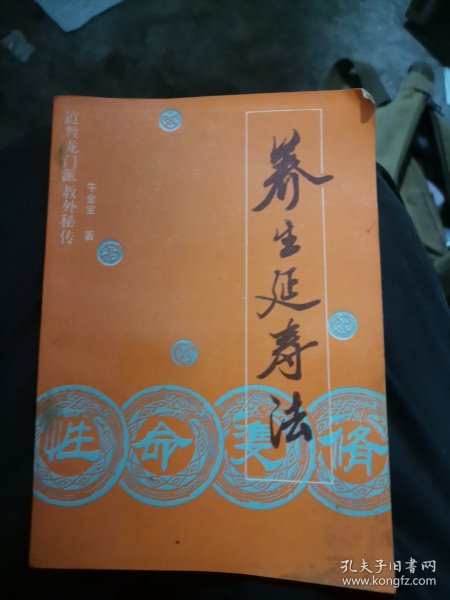 养生延寿法
道教龙门派 教外秘传
牛金宝 著
性命雙修
孔夫子旧书网
www.kongfz.com